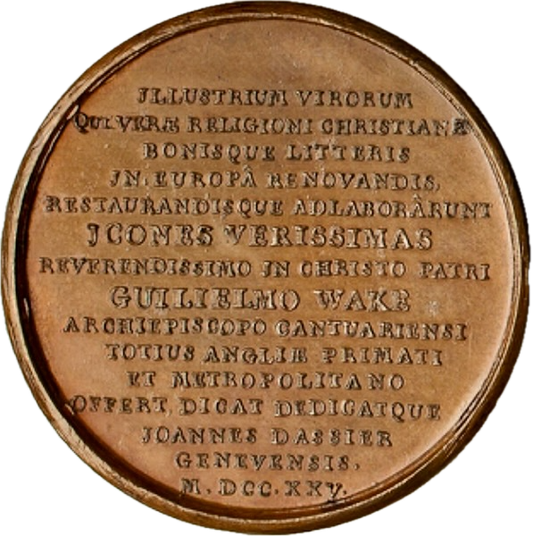 JLLUSTRIUM VIRORUM
QUI VERÆ RELIGIONI CHRISTIANÆ
BONISQUE LITTERIS
JN EUROPÂ RENOVANDIS,
RESTAURANDISQUE ADLABORÂRUNT
JCONES VERISSIMAS
REVERENDISSIMO JN CHRISTO PATRI
GUILIELMO WAKE
ARCHIEPISCOPO CANTUARIENSI
TOTIUS ANGLIÆ PRIMATI
ET METROPOLITANO
OFFERT, DICAT DEDICATQUE
JOANNES DASSIER
GENEVENSIS.
M. DCC. XXV.